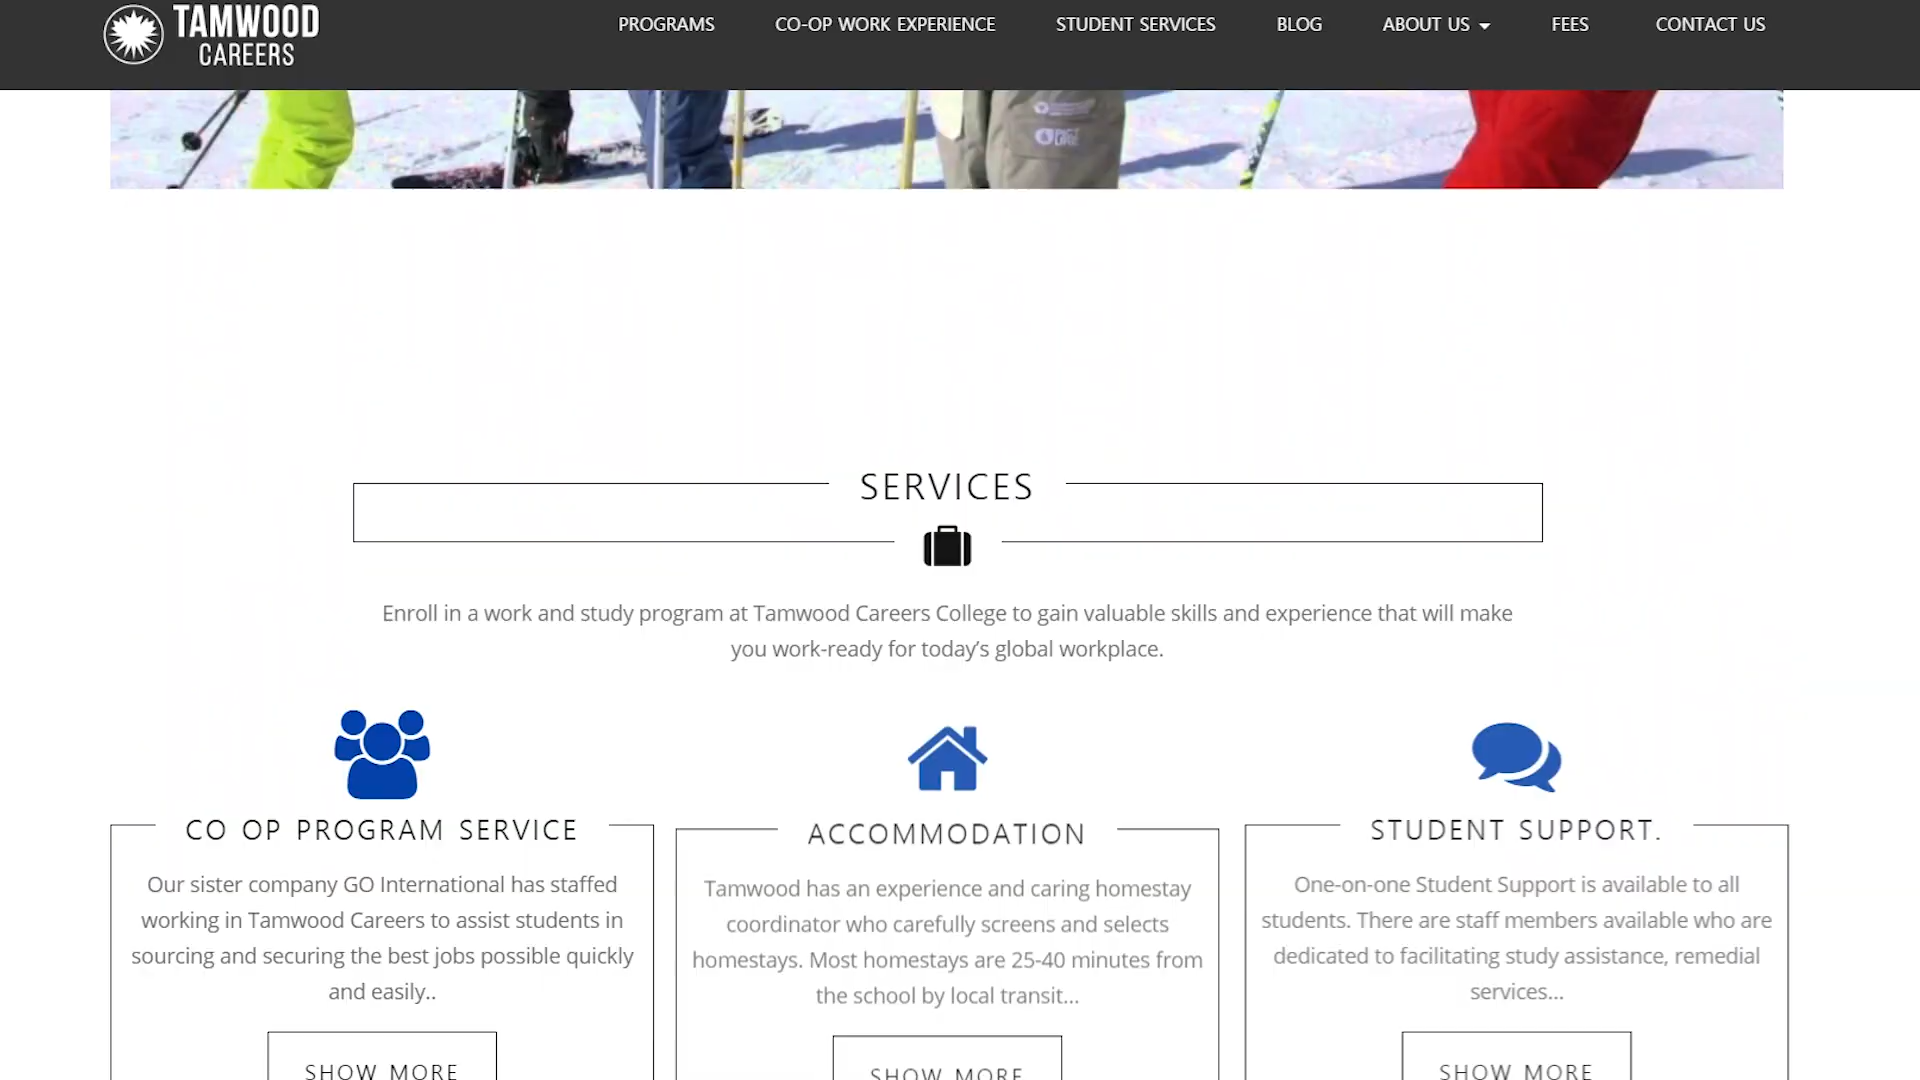 TAMWOOD
CAREERS
PROGRAMS CO-OP WORK EXPERIENCE STUDENT SERVICES BLOG ABOUT US FEES CONTACT US
SERVICES
Enroll in a work and study program at Tamwood Careers College to gain valuable skills and experience that will make
you work-ready for today’s global workplace.
CO OP PROGRAM SERVICE
Our sister company GO International has staffed
working in Tamwood Careers to assist students in
sourcing and securing the best jobs possible quickly
and easily..
SHOW MORE
ACCOMMODATION
Tamwood has an experience and caring homestay
coordinator who carefully screens and selects
homestays. Most homestays are 25-40 minutes from
the school by local transit...
SHOW MORE
STUDENT SUPPORT.
One-on-one Student Support is available to all
students. There are staff members available who are
dedicated to facilitating study assistance, remedial
services...
SHOW MORE